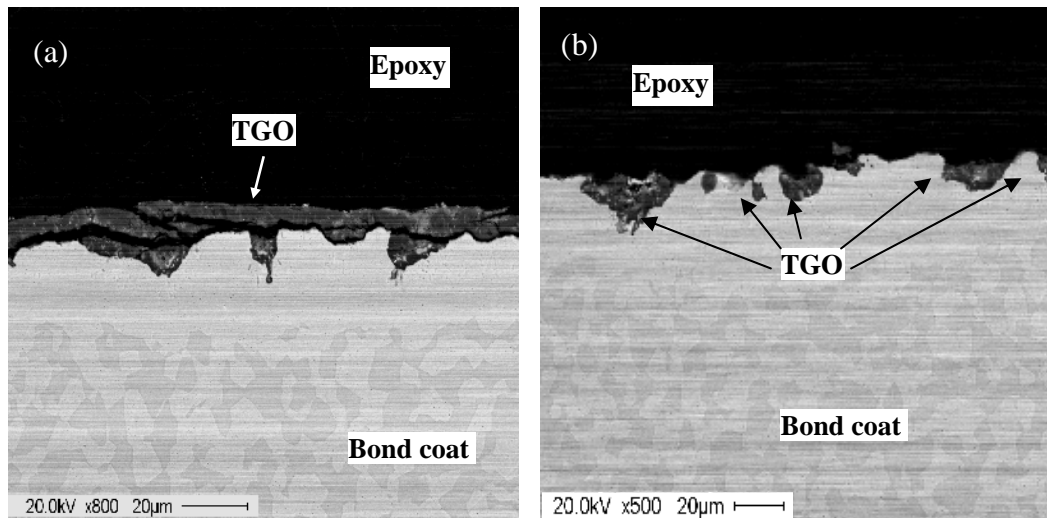 (a)
Epoxy
TGO
Bond coat
20.0kV x800 20µm
(b)
Epoxy
TGO
Bond coat
20.0kV x500 20µm